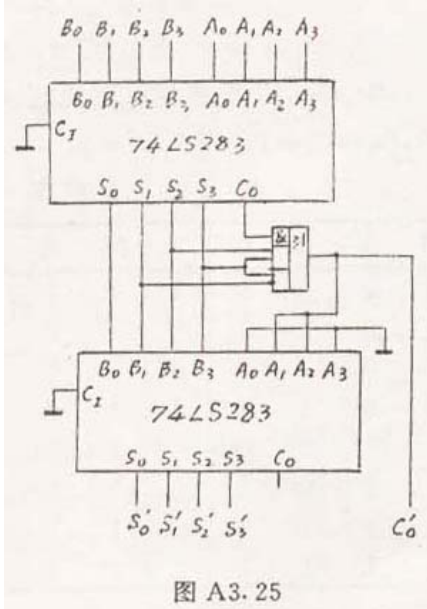 B₀ B₁ B₂ B₃ A₀ A₁ A₂ A₃
B₀ B₁ B₂ B₃ A₀ A₁ A₂ A₃
C_I
74LS283
S₀ S₁ S₂ S₃ C₀
& ≥1
B₀ B₁ B₂ B₃ A₀ A₁ A₂ A₃
C_I
74LS283
S₀ S₁ S₂ S₃ C₀
S₀′ S₁′ S₂′ S₃′ C₀′
图 A3.25